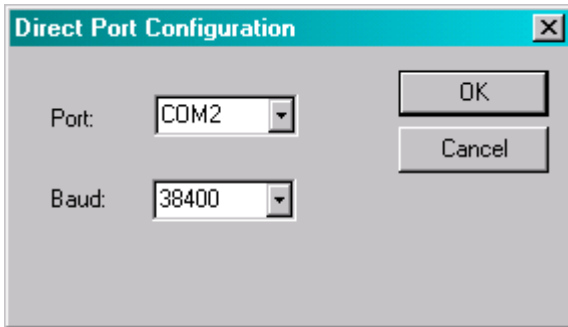 Direct Port Configuration
Port: COM2
OK
Cancel
Baud: 38400